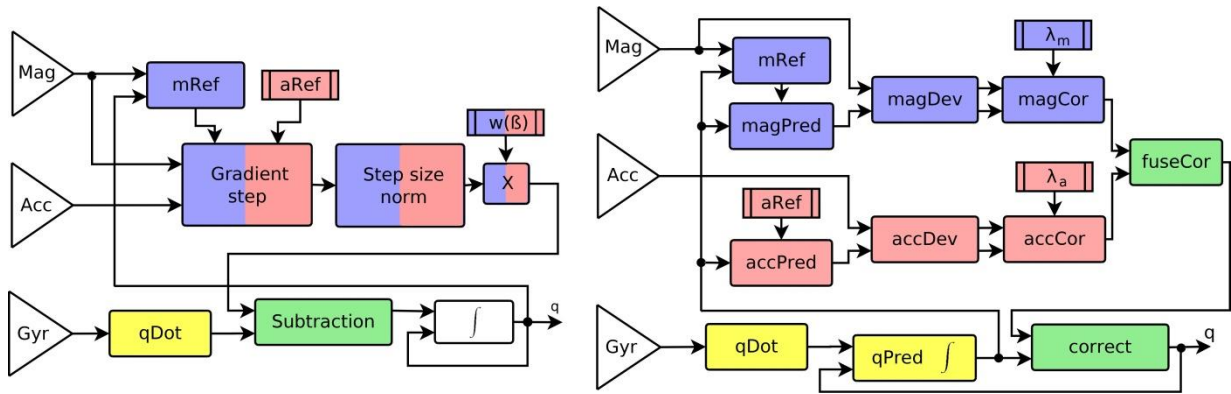 Mag
mRef
aRef
w(ß)
Gradient
step
Step size
norm
X
Acc
Gyr
qDot
Subtraction
∫
q
Mag
mRef
λm
magPred
magDev
magCor
fuseCor
Acc
aRef
λa
accPred
accDev
accCor
Gyr
qDot
qPred ∫
correct
q